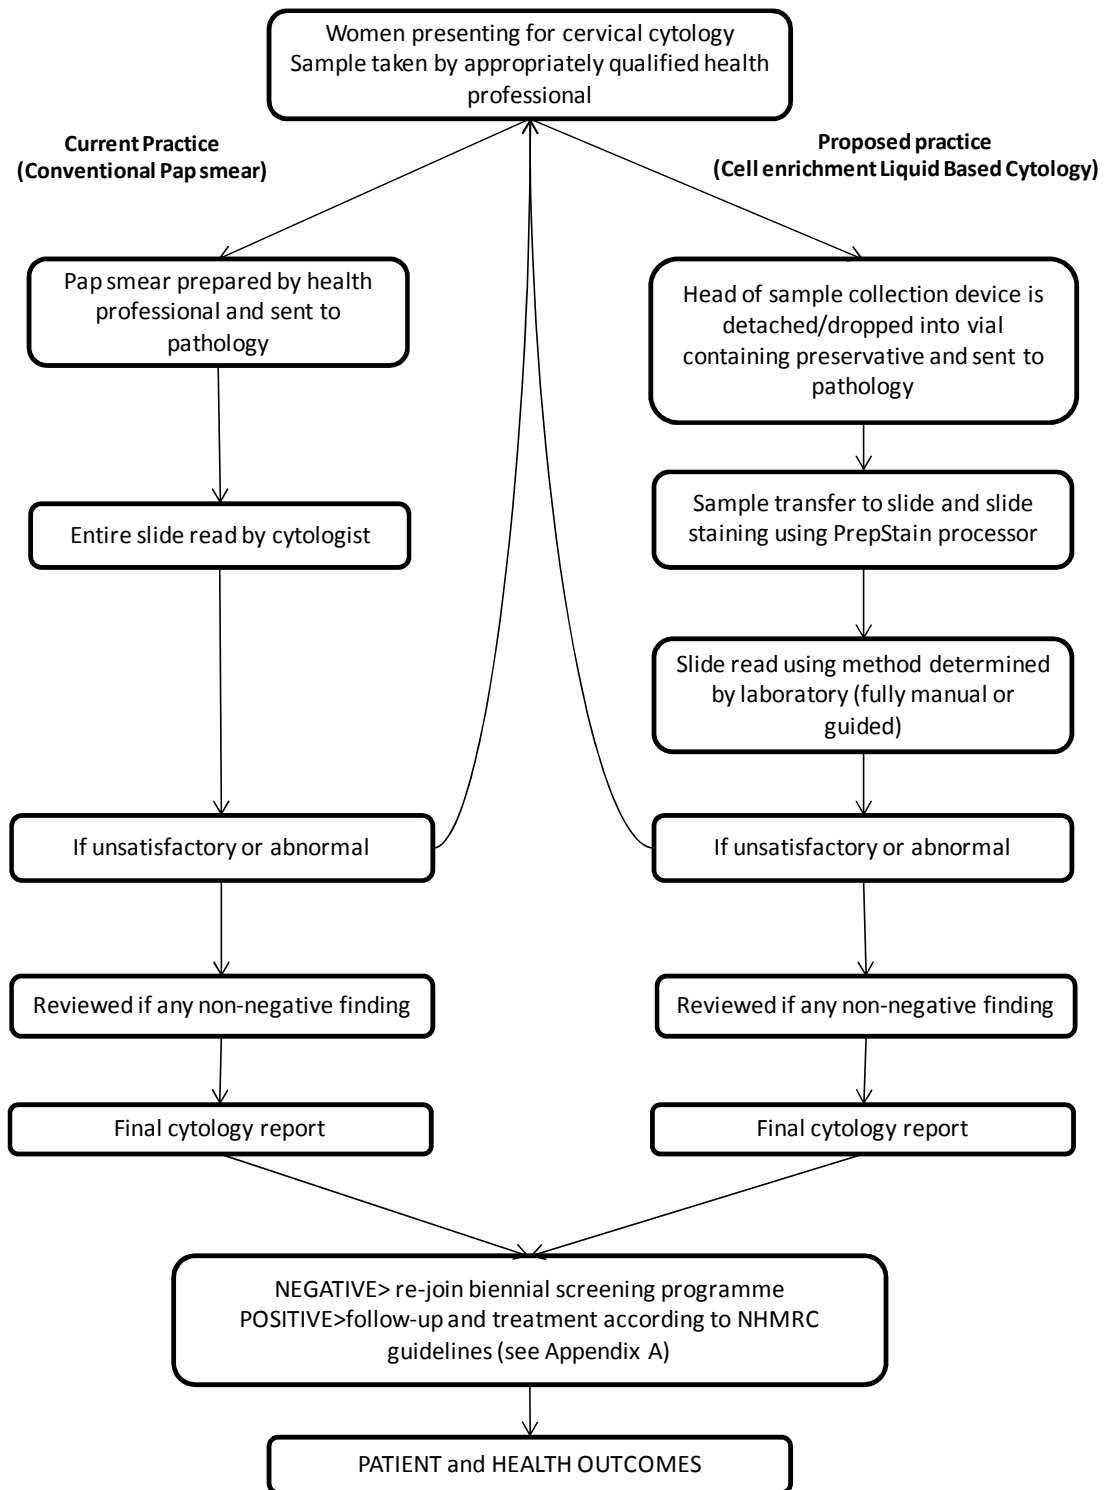 Women presenting for cervical cytology
Sample taken by appropriately qualified health
professional
Current Practice
(Conventional Pap smear)
Proposed practice
(Cell enrichment Liquid Based Cytology)
Pap smear prepared by health
professional and sent to
pathology
Head of sample collection device is
detached/dropped into vial
containing preservative and sent to
pathology
Entire slide read by cytologist
Sample transfer to slide and slide
staining using PrepStain processor
Slide read using method determined
by laboratory (fully manual or
guided)
If unsatisfactory or abnormal
If unsatisfactory or abnormal
Reviewed if any non-negative finding
Reviewed if any non-negative finding
Final cytology report
Final cytology report
NEGATIVE> re-join biennial screening programme
POSITIVE>follow-up and treatment according to NHMRC
guidelines (see Appendix A)
PATIENT and HEALTH OUTCOMES